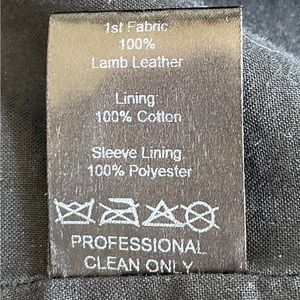 1st Fabric:
100%
Lamb Leather
Lining:
100% Cotton
Sleeve Lining:
100% Polyester
PROFESSIONAL
CLEAN ONLY